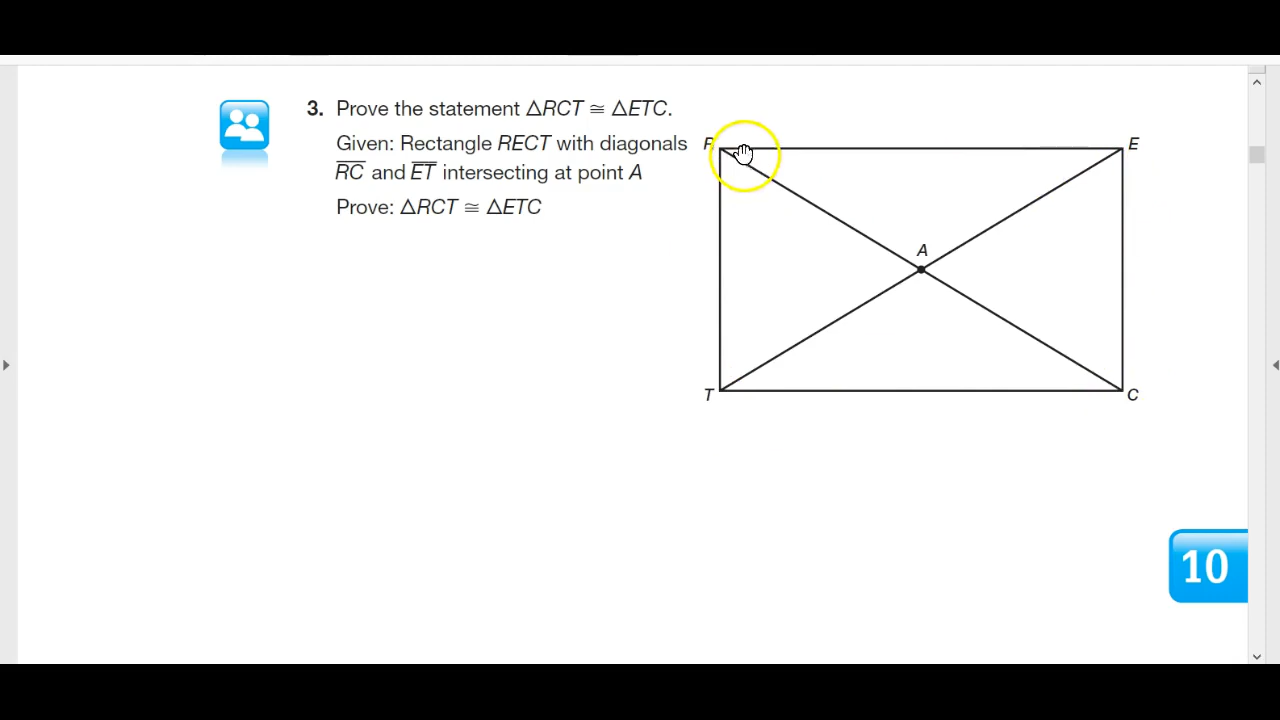 3. Prove the statement △RCT ≅ △ETC.
Given: Rectangle RECT with diagonals
RC and ET intersecting at point A
Prove: △RCT ≅ △ETC
R
E
A
T
C
10